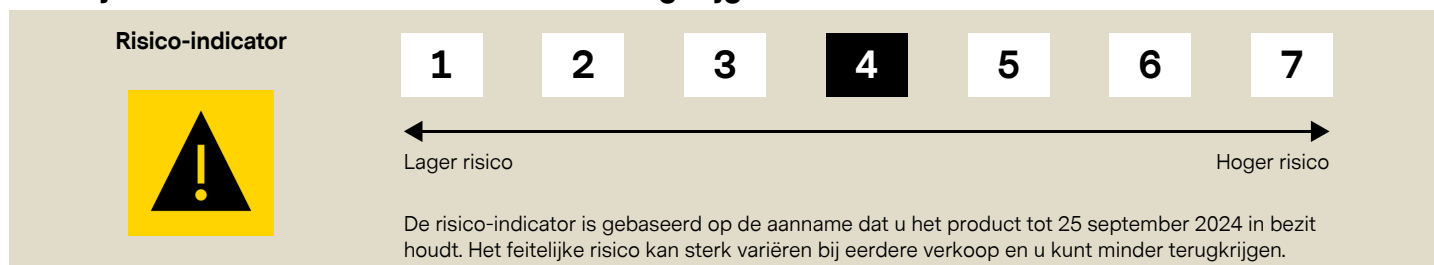 Risico-indicator
1 2 3 4 5 6 7
Lager risico Hoger risico
De risico-indicator is gebaseerd op de aanname dat u het product tot 25 september 2024 in bezit
houdt. Het feitelijke risico kan sterk variëren bij eerdere verkoop en u kunt minder terugkrijgen.